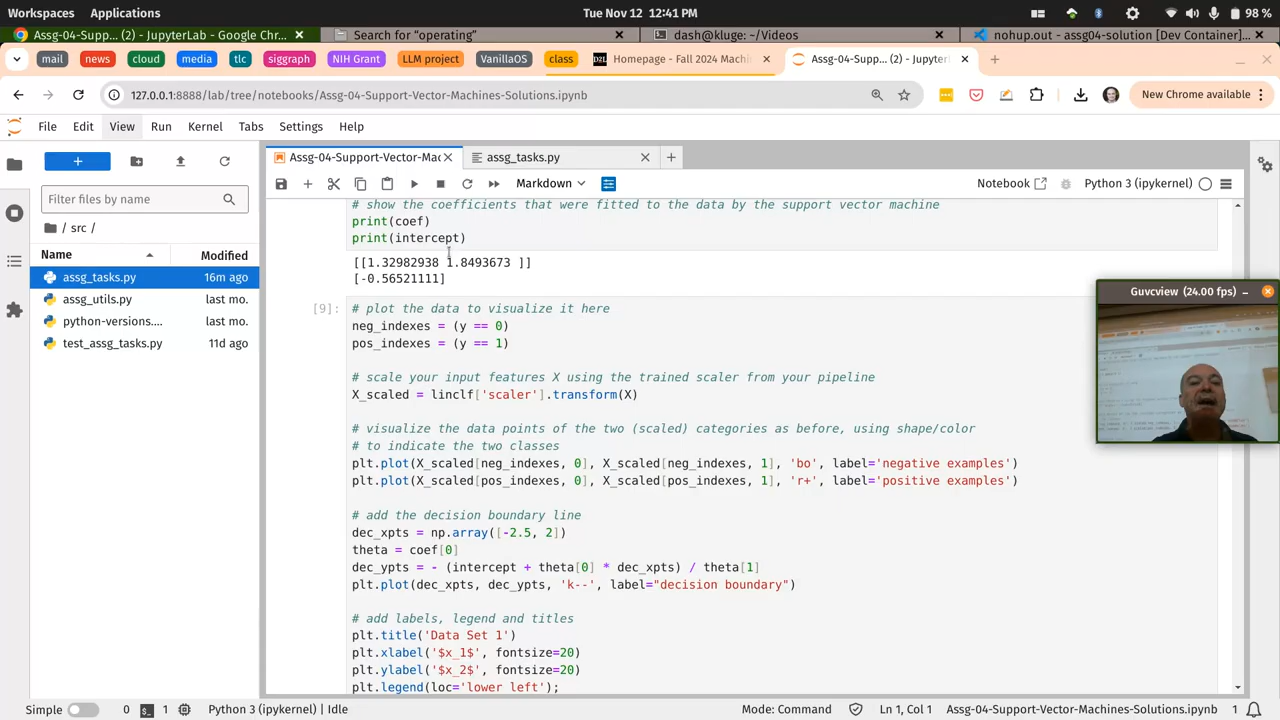 Workspaces Applications Tue Nov 12 12:41 PM 98 %
Assg-04-Supp... (2) - JupyterLab - Google Chr... Search for “operating” dash@kluge: ~/Videos nohup.out - assg04-solution [Dev Container]...
mail news cloud media tlc siggraph NIH Grant LLM project VanillaOS class Homepage - Fall 2024 Machi Assg-04-Supp... (2) - Jupyterl
127.0.0.1:8888/lab/tree/notebooks/Assg-04-Support-Vector-Machines-Solutions.ipynb New Chrome available
File Edit View Run Kernel Tabs Settings Help
Assg-04-Support-Vector-Mac assg_tasks.py
Markdown Notebook Python 3 (ipykernel)
Filter files by name
/ src /
Name Modified
assg_tasks.py 16m ago
assg_utils.py last mo.
python-versions.... last mo.
test_assg_tasks.py 11d ago
# show the coefficients that were fitted to the data by the support vector machine
print(coef)
print(intercept)
[[1.32982938 1.8493673 ]]
[-0.56521111]
[9]: # plot the data to visualize it here
neg_indexes = (y == 0)
pos_indexes = (y == 1)
# scale your input features X using the trained scaler from your pipeline
X_scaled = linclf['scaler'].transform(X)
# visualize the data points of the two (scaled) categories as before, using shape/color
# to indicate the two classes
plt.plot(X_scaled[neg_indexes, 0], X_scaled[neg_indexes, 1], 'bo', label='negative examples')
plt.plot(X_scaled[pos_indexes, 0], X_scaled[pos_indexes, 1], 'r+', label='positive examples')
# add the decision boundary line
dec_xpts = np.array([-2.5, 2])
theta = coef[0]
dec_ypts = - (intercept + theta[0] * dec_xpts) / theta[1]
plt.plot(dec_xpts, dec_ypts, 'k--', label="decision boundary")
# add labels, legend and titles
plt.title('Data Set 1')
plt.xlabel('$x_1$', fontsize=20)
plt.ylabel('$x_2$', fontsize=20)
plt.legend(loc='lower left');
Guvcview (24.00 fps)
Simple 0 1 Python 3 (ipykernel) | Idle Mode: Command Ln 1, Col 1 Assg-04-Support-Vector-Machines-Solutions.ipynb 1